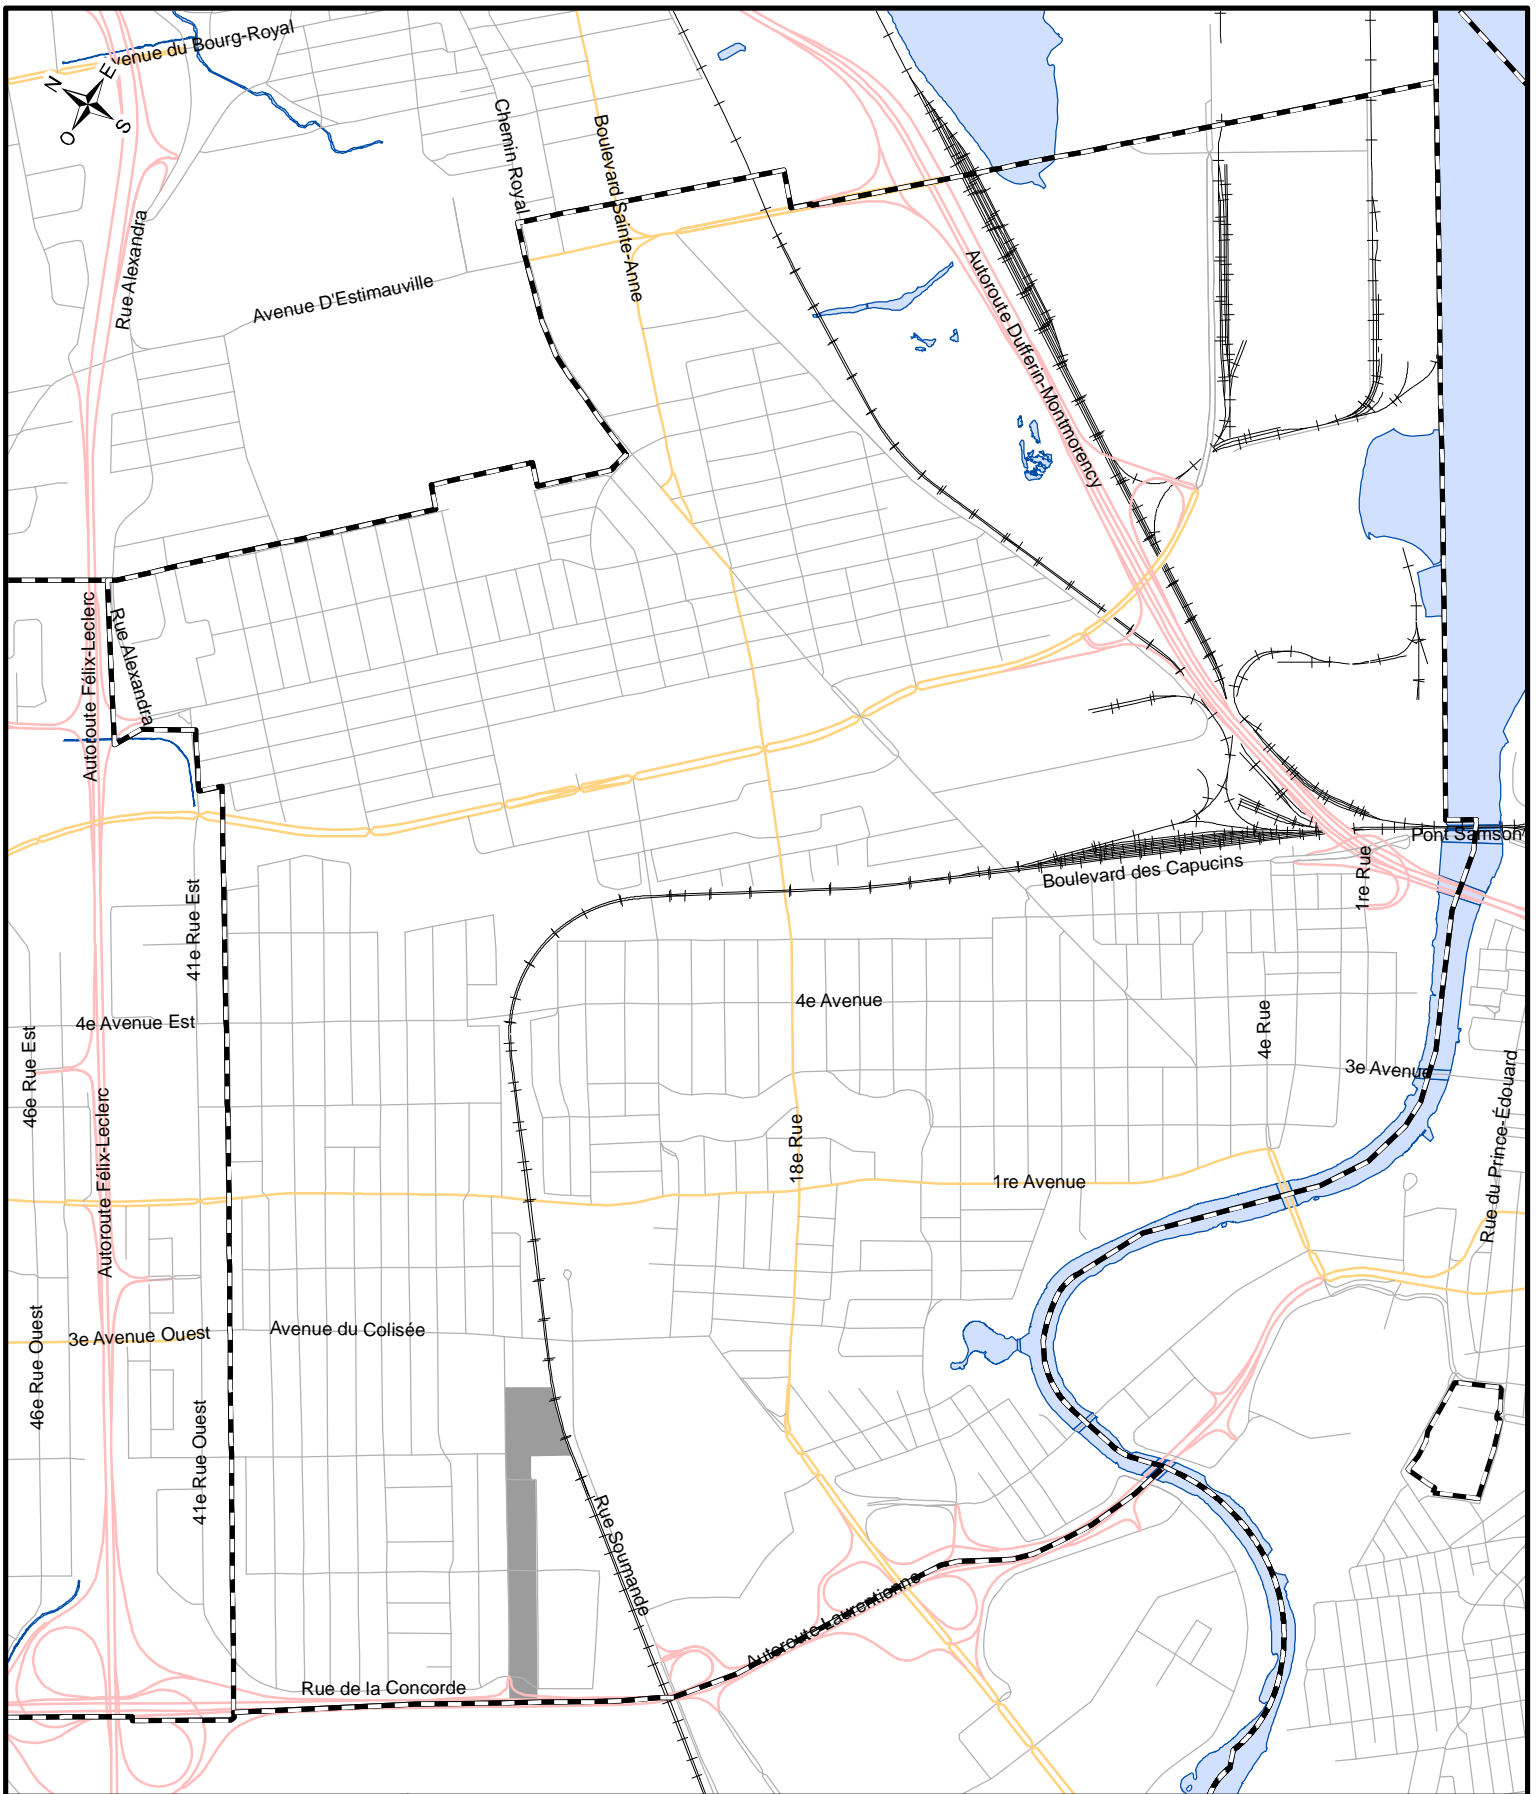 Avenue du Bourg-Royal
N
E
S
O
Chemin Royal
Boulevard Sainte-Anne
Rue Alexandra
Avenue D'Estimauville
Autoroute Dufferin-Montmorency
Autoroute Félix-Leclerc
Rue Alexandra
Pont Samson
Boulevard des Capucins
1re Rue
41e Rue Est
4e Avenue
4e Avenue Est
4e Rue
46e Rue Est
3e Avenue
Rue du Prince-Édouard
Autoroute Félix-Leclerc
18e Rue
1re Avenue
3e Avenue Ouest
Avenue du Colisée
46e Rue Ouest
41e Rue Ouest
Rue Soumande
Autoroute Laurentienne
Rue de la Concorde